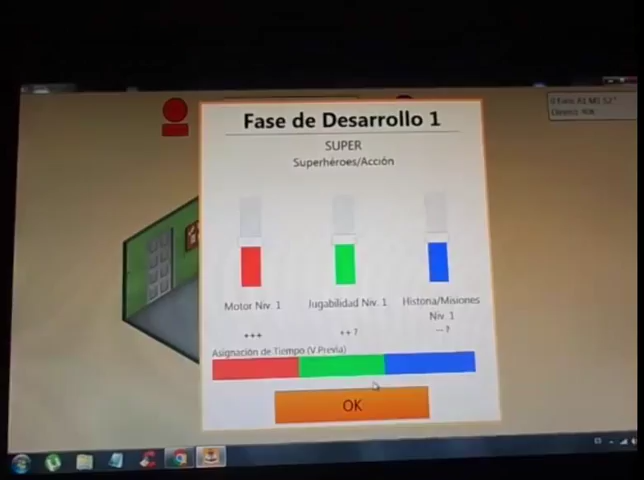 Fase de Desarrollo 1
SUPER
Superhéroes/Acción
Motor Niv. 1
Jugabilidad Niv. 1
Historia/Misiones
Niv. 1
+++
++ ?
-- ?
Asignación de Tiempo (V.Previa)
OK